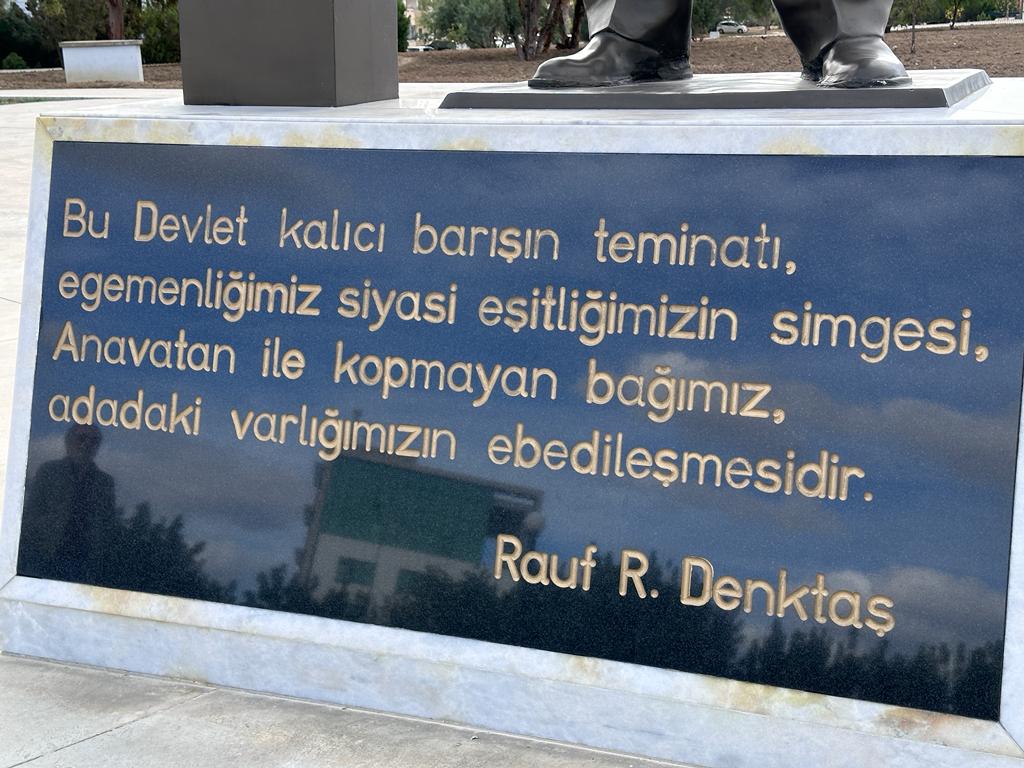 Bu Devlet kalıcı barışın teminatı,
egemenliğimiz siyasi eşitliğimizin simgesi,
Anavatan ile kopmayan bağımız,
adadaki varlığımızın ebedileşmesidir.
Rauf R. Denktaş